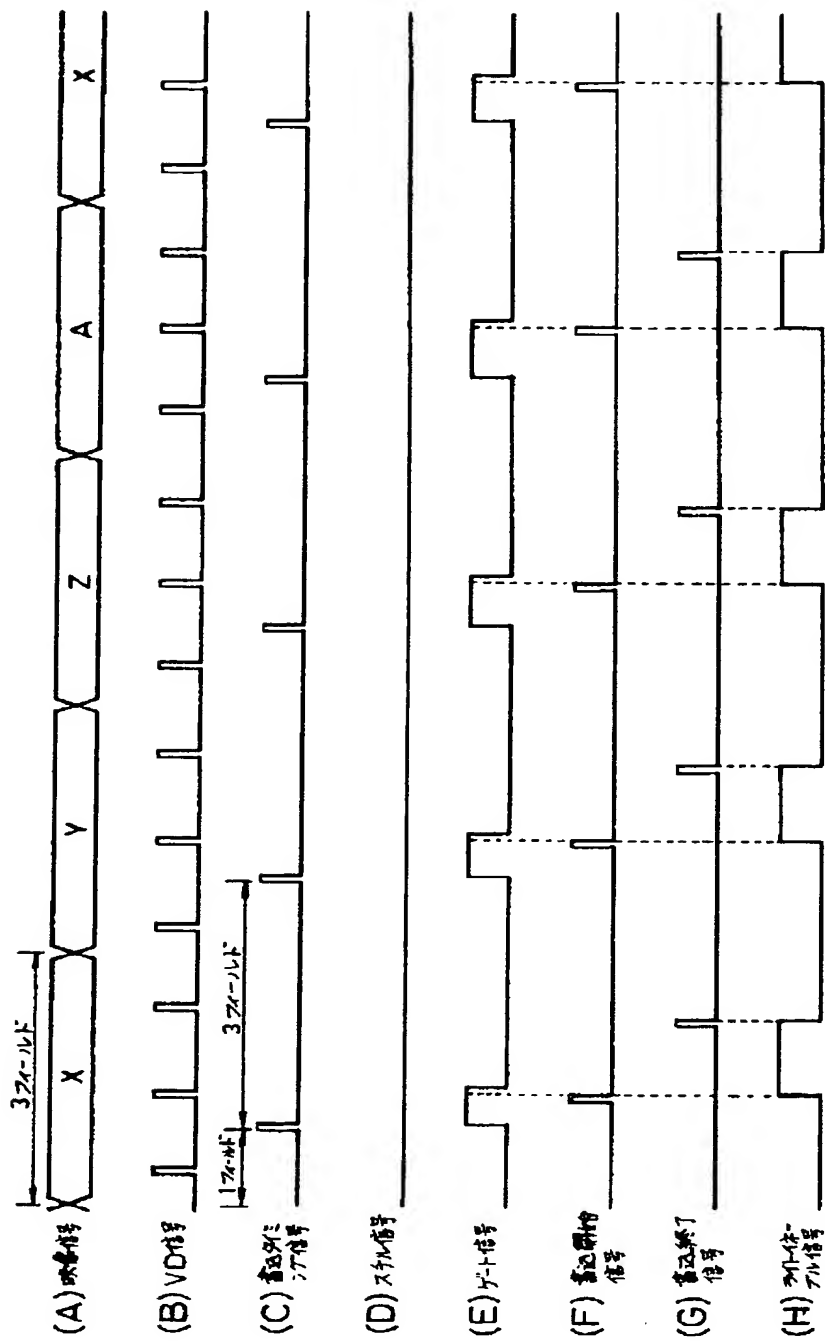 (A) 映像信号
3フィールド
X
Y
Z
A
X
(B) VD信号
(C) 書込タイミ
ング信号
1フィールド
3フィールド
(D) スチル信号
(E) ゲート信号
(F) 書込開始
信号
(G) 書込終了
信号
(H) ライトイネー
ブル信号